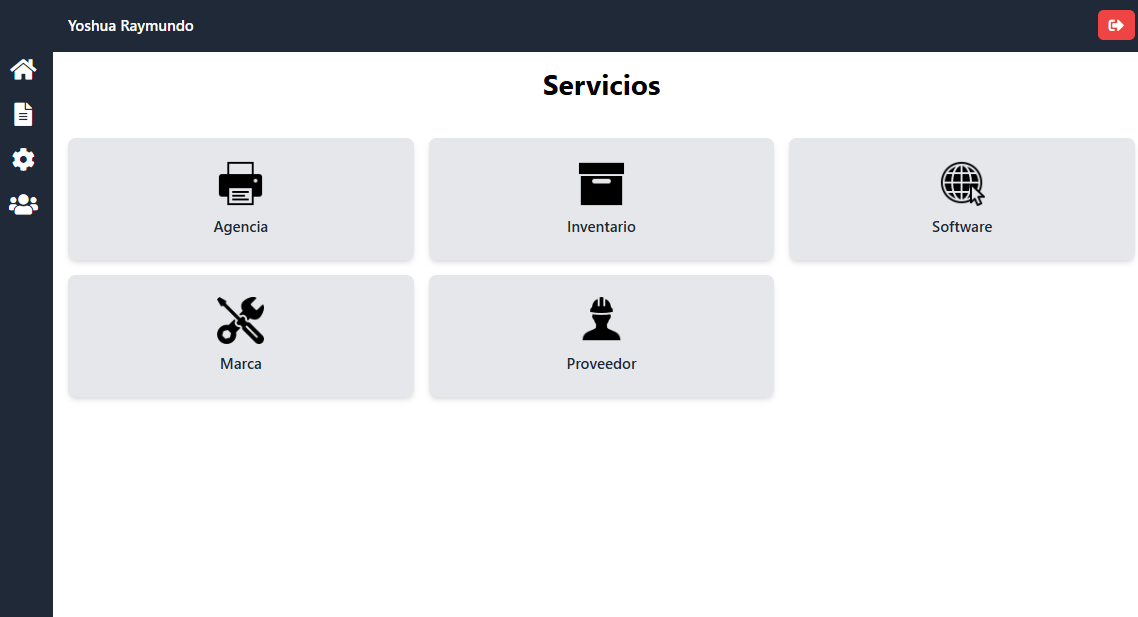 Yoshua Raymundo
Servicios
Agencia
Inventario
Software
Marca
Proveedor